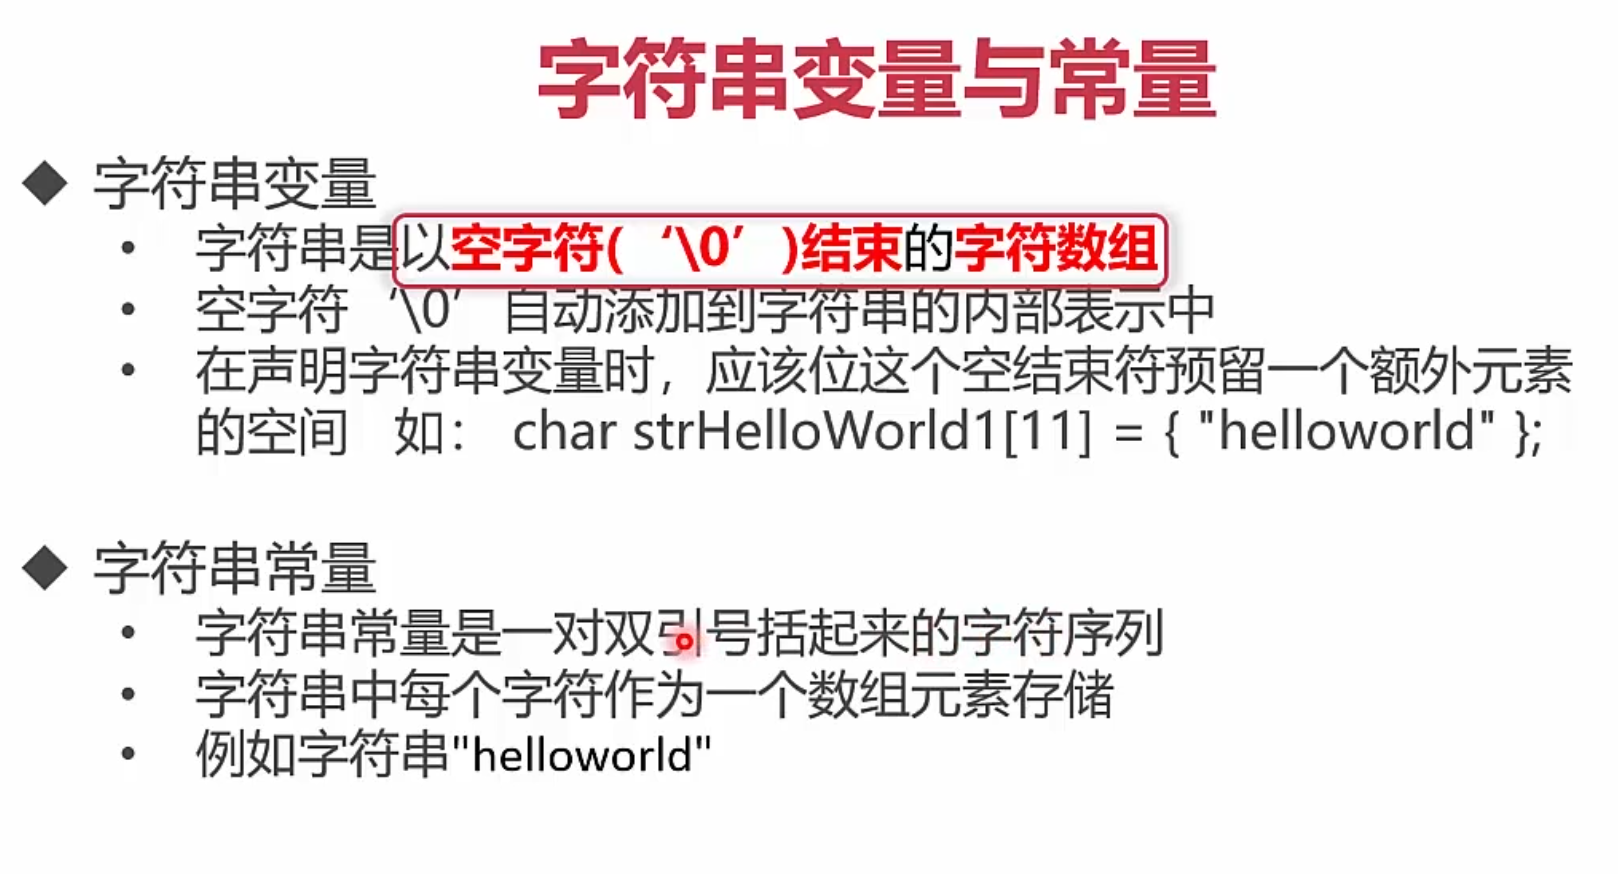 字符串变量与常量
◆ 字符串变量
• 字符串是以空字符(‘\0’)结束的字符数组
• 空字符‘\0’自动添加到字符串的内部表示中
• 在声明字符串变量时，应该位这个空结束符预留一个额外元素
的空间 如： char strHelloWorld1[11] = { "helloworld" };
◆ 字符串常量
• 字符串常量是一对双引号括起来的字符序列
• 字符串中每个字符作为一个数组元素存储
• 例如字符串"helloworld"